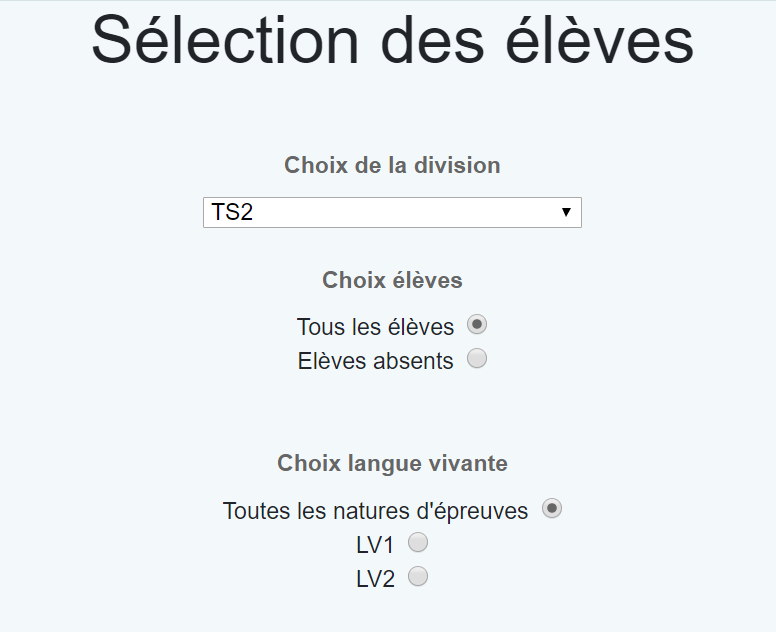 Sélection des élèves
Choix de la division
TS2
Choix élèves
Tous les élèves
Elèves absents
Choix langue vivante
Toutes les natures d'épreuves
LV1
LV2